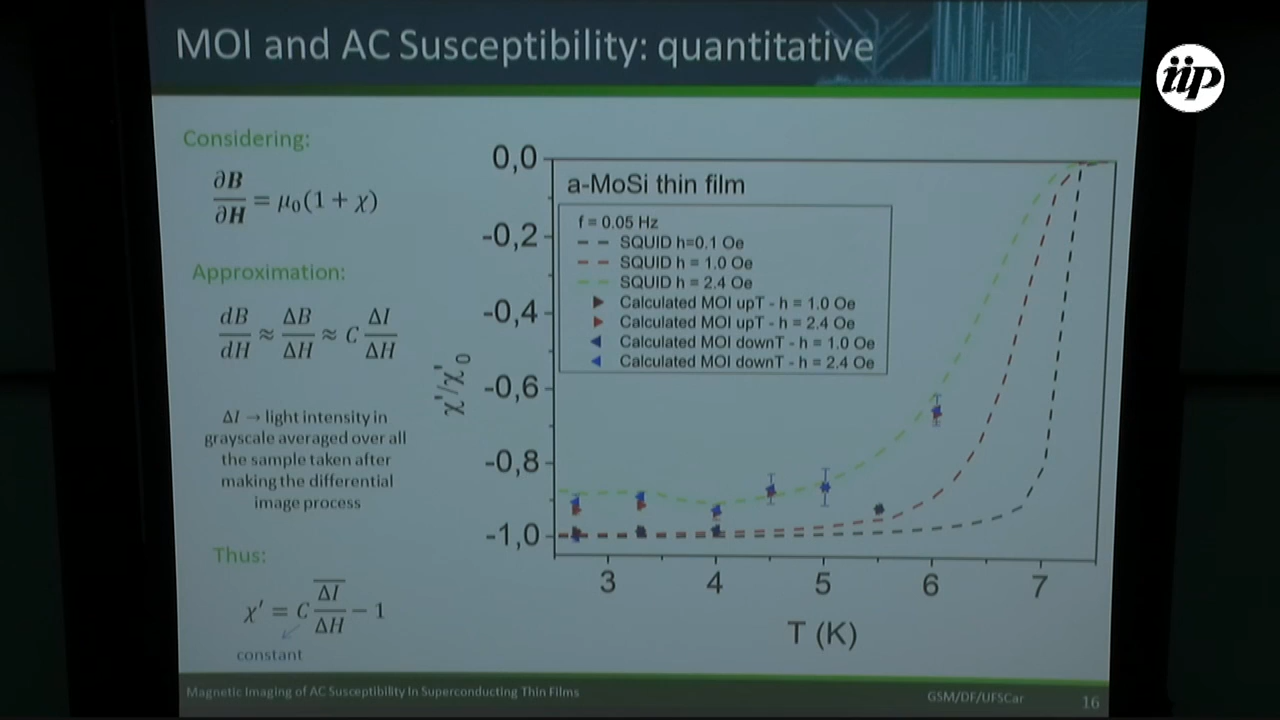 MOI and AC Susceptibility: quantitative
iip
Considering:
∂B/∂H = μ₀(1 + χ)
Approximation:
dB/dH ≈ ΔB/ΔH ≈ C ΔI/ΔH
ΔI → light intensity in
grayscale averaged over all
the sample taken after
making the differential
image process
Thus:
χ′ = C \overline{ΔI}/ΔH − 1
constant
0,0
-0,2
-0,4
-0,6
-0,8
-1,0
χ'/χ'₀
a-MoSi thin film
f = 0.05 Hz
SQUID h=0.1 Oe
SQUID h = 1.0 Oe
SQUID h = 2.4 Oe
Calculated MOI upT - h = 1.0 Oe
Calculated MOI upT - h = 2.4 Oe
Calculated MOI downT - h = 1.0 Oe
Calculated MOI downT - h = 2.4 Oe
3 4 5 6 7
T (K)
Magnetic Imaging of AC Susceptibility in Superconducting Thin Films
GSM/DF/UFSCar
16